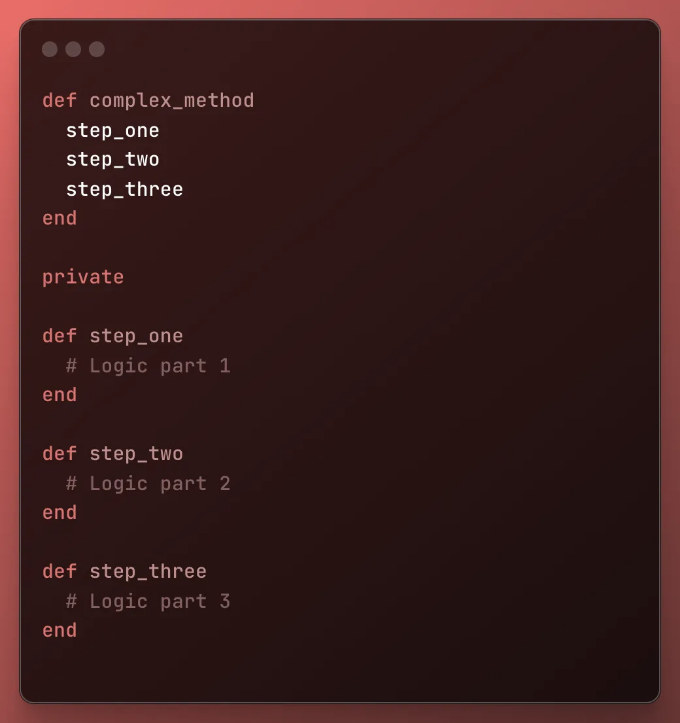 def complex_method
  step_one
  step_two
  step_three
end

private

def step_one
  # Logic part 1
end

def step_two
  # Logic part 2
end

def step_three
  # Logic part 3
end